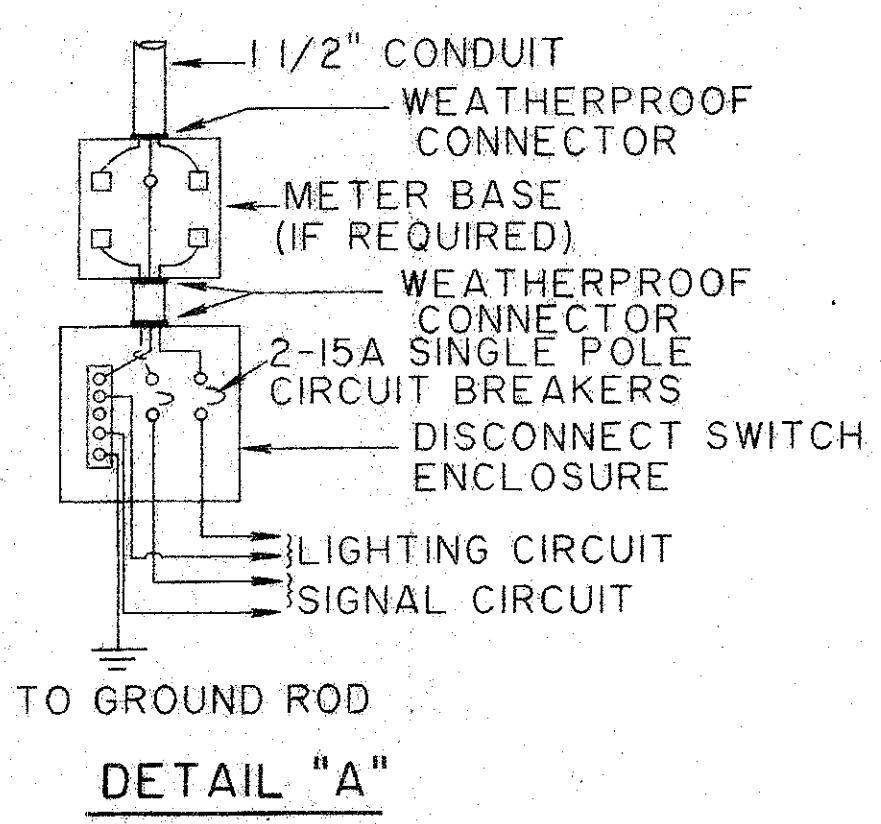 1 1/2" CONDUIT
WEATHERPROOF
CONNECTOR
METER BASE
(IF REQUIRED)
WEATHERPROOF
CONNECTOR
2-15A SINGLE POLE
CIRCUIT BREAKERS
DISCONNECT SWITCH
ENCLOSURE
LIGHTING CIRCUIT
SIGNAL CIRCUIT
TO GROUND ROD
DETAIL "A"